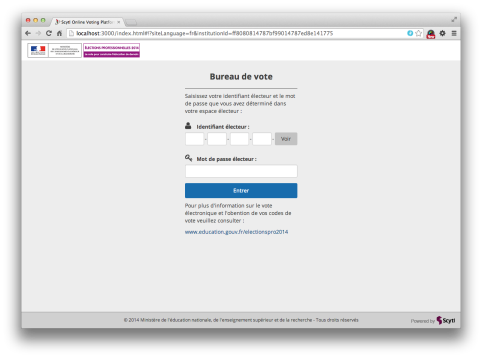 Scytl Online Voting Platfo
localhost:3000/index.html#!?siteLanguage=fr&institutionId=ff8080814787bf99014787ed8e141775
ÉLECTIONS PROFESSIONNELLES 2014
Bureau de vote
Saisissez votre identifiant électeur et le mot
de passe que vous avez déterminé dans
votre espace électeur :
Identifiant électeur :
- - - - Voir
Mot de passe électeur :
Entrer
Pour plus d'information sur le vote
électronique et l'obention de vos codes de
vote veuillez consulter :
www.education.gouv.fr/electionspro2014
© 2014 Ministère de l'éducation nationale, de l'enseignement supérieur et de la recherche - Tous droits réservés
Powered by Scytl